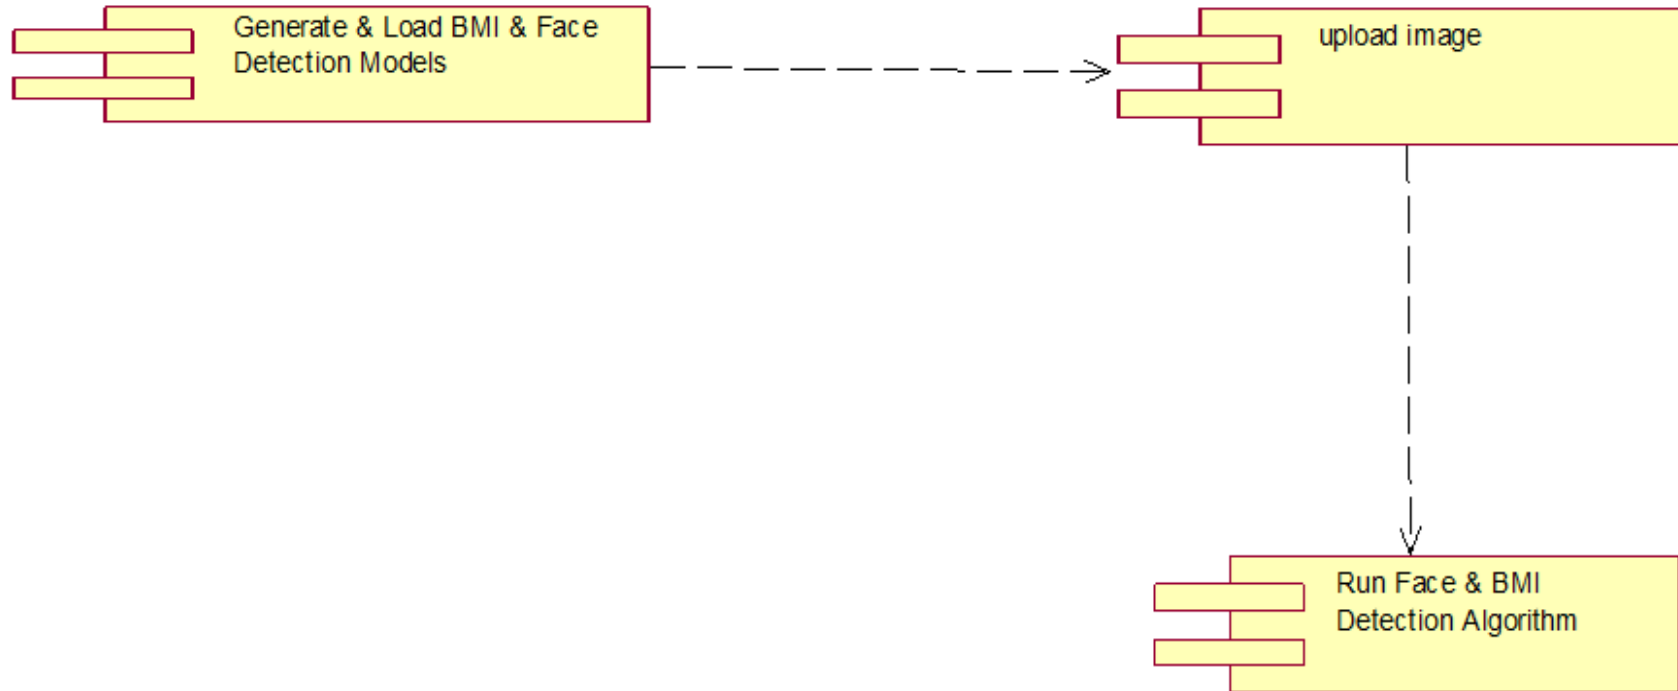 Generate & Load BMI & Face
Detection Models
upload image
Run Face & BMI
Detection Algorithm